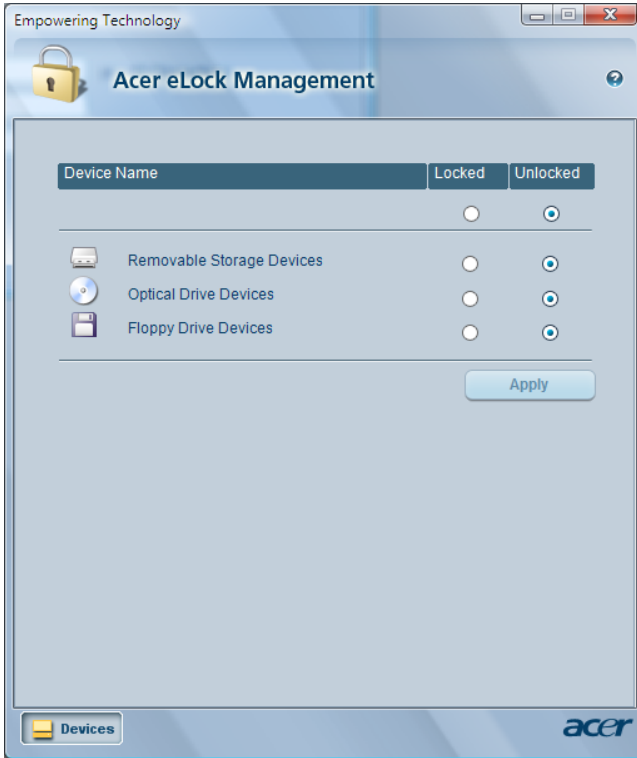 Empowering Technology
Acer eLock Management
Device Name Locked Unlocked
Removable Storage Devices
Optical Drive Devices
Floppy Drive Devices
Apply
Devices
acer